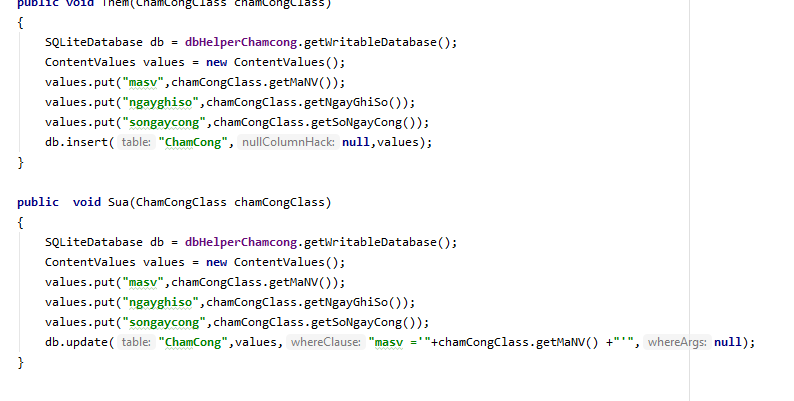 public void Them(ChamCongClass chamCongClass)
{
SQLiteDatabase db = dbHelperChamcong.getWritableDatabase();
ContentValues values = new ContentValues();
values.put("masv",chamCongClass.getMaNV());
values.put("ngayghiso",chamCongClass.getNgayGhiSo());
values.put("songaycong",chamCongClass.getSoNgayCong());
db.insert( table: "ChamCong", nullColumnHack: null,values);
}
public  void Sua(ChamCongClass chamCongClass)
{
SQLiteDatabase db = dbHelperChamcong.getWritableDatabase();
ContentValues values = new ContentValues();
values.put("masv",chamCongClass.getMaNV());
values.put("ngayghiso",chamCongClass.getNgayGhiSo());
values.put("songaycong",chamCongClass.getSoNgayCong());
db.update( table: "ChamCong",values, whereClause: "masv ='"+chamCongClass.getMaNV() +"'", whereArgs: null);
}